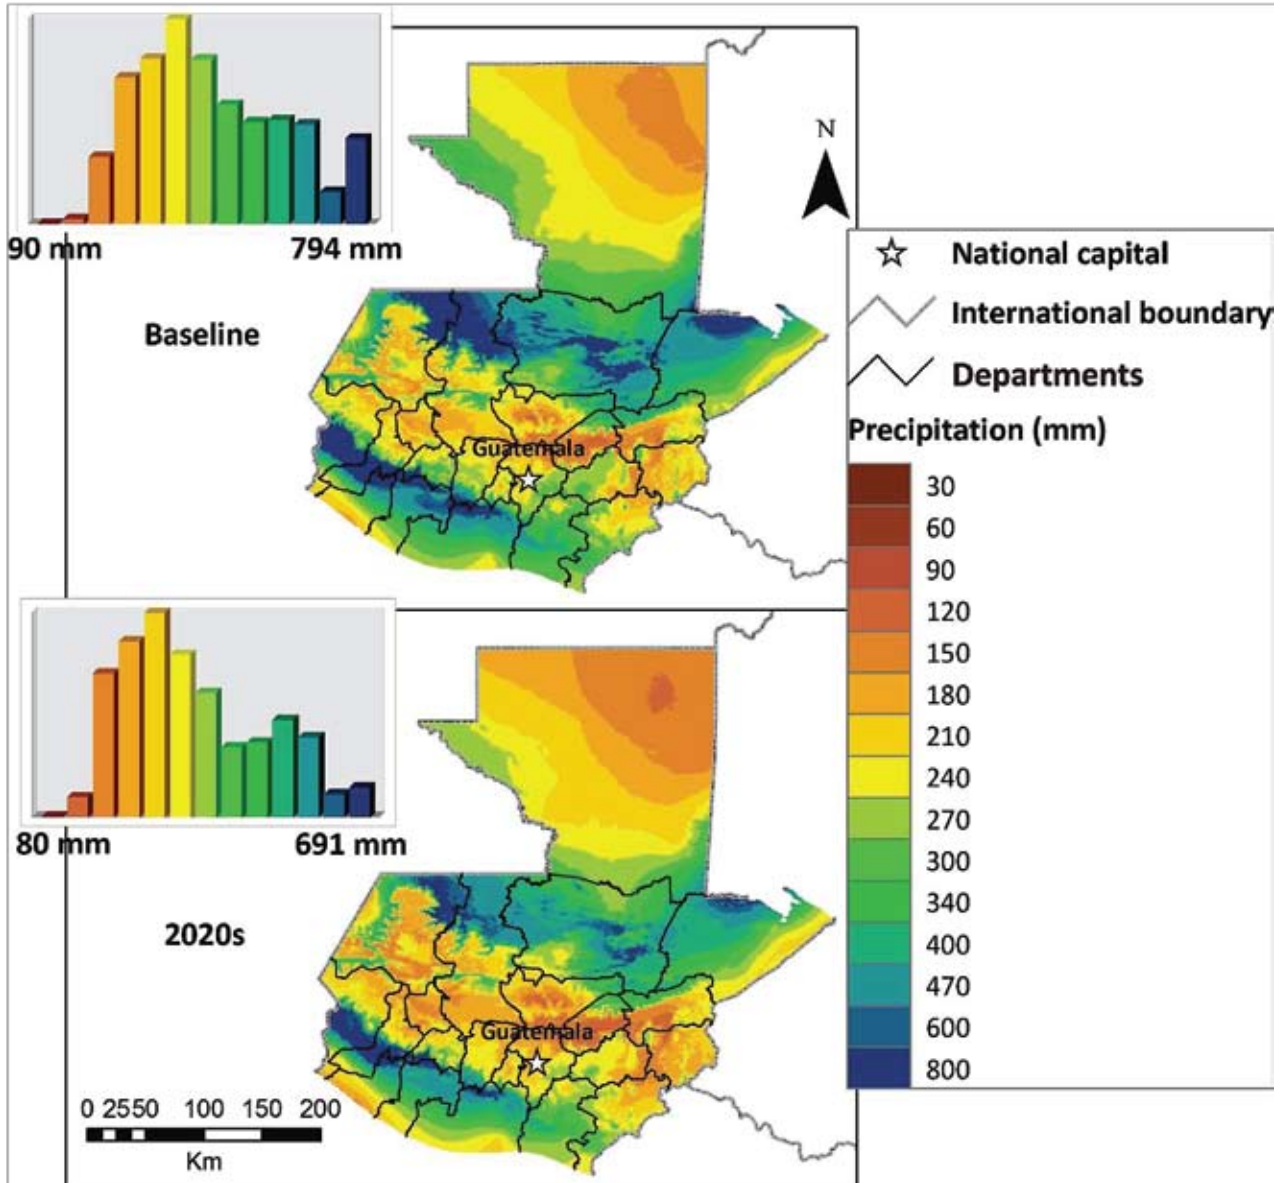 90 mm
794 mm
Baseline
Guatemala
N
National capital
International boundary
Departments
Precipitation (mm)
30
60
90
120
150
180
210
240
270
300
340
400
470
600
800
80 mm
691 mm
2020s
Guatemala
0 25 50 100 150 200
Km